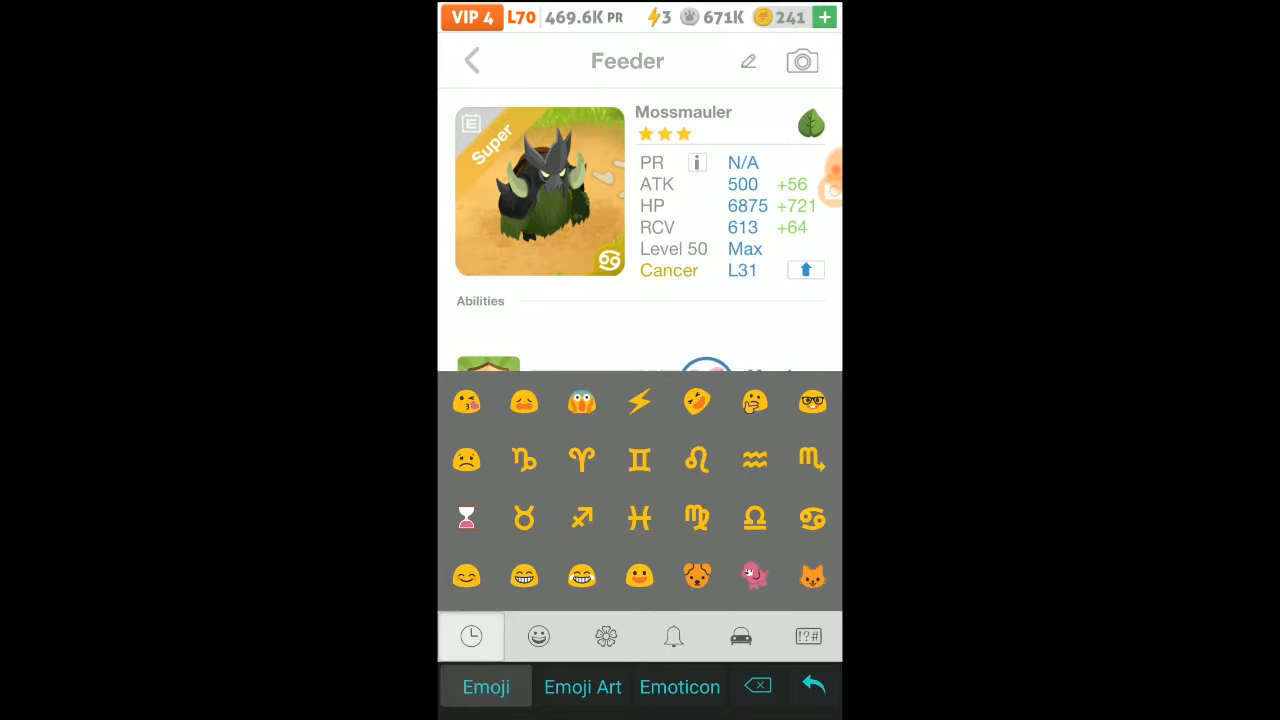 VIP 4 L70 469.6K PR 3 671K 241 +
Feeder
Super
E
Mossmauler
PR i N/A
ATK 500 +56
HP 6875 +721
RCV 613 +64
Level 50 Max
Cancer L31
Abilities
!?#
Emoji Emoji Art Emoticon